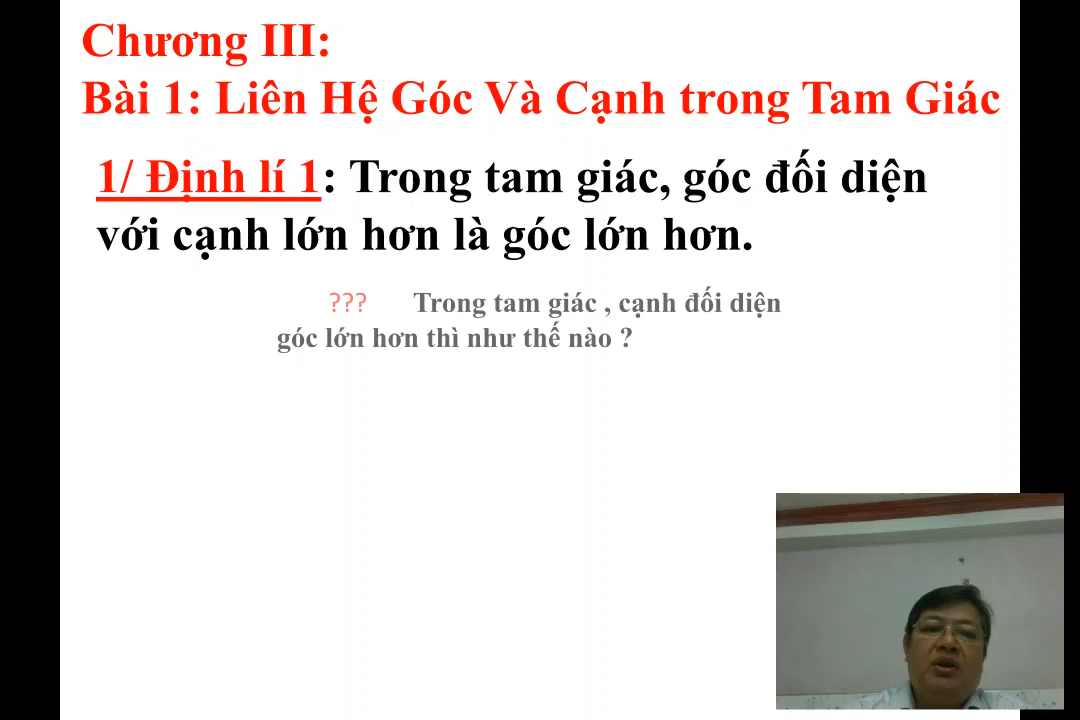 Chương III:
Bài 1: Liên Hệ Góc Và Cạnh trong Tam Giác
1/ Định lí 1: Trong tam giác, góc đối diện
với cạnh lớn hơn là góc lớn hơn.
??? Trong tam giác , cạnh đối diện
góc lớn hơn thì như thế nào ?